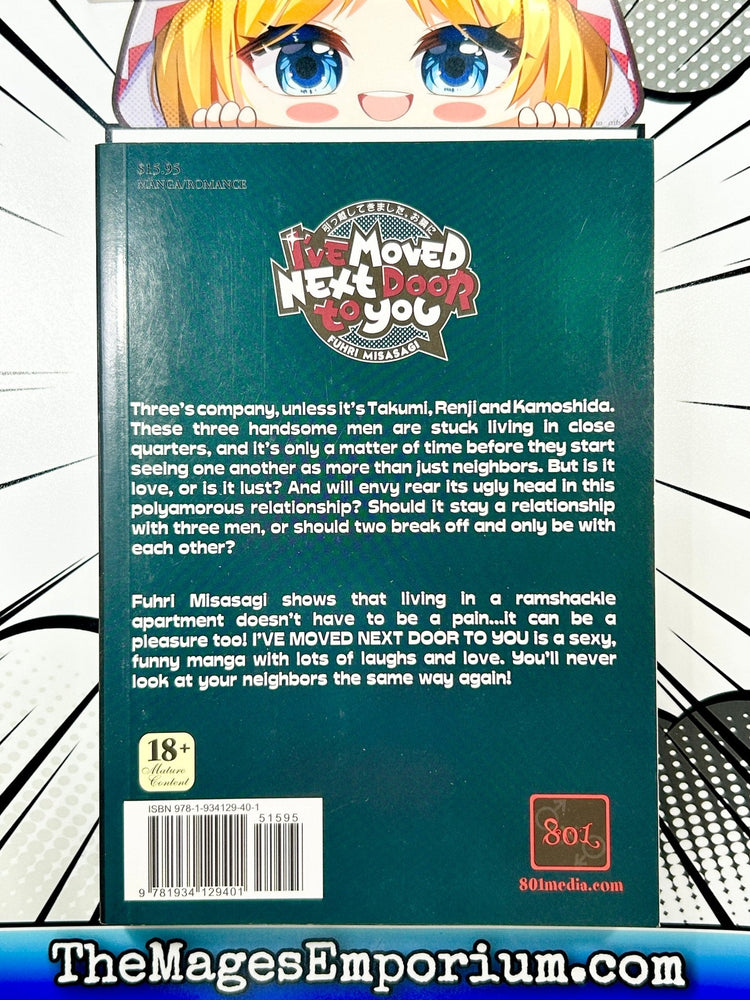 $15.95
MANGA/ROMANCE
引っ越してきました、お隣に
I'VE MOVED
NEXT DOOR
to YOU
FUHRI MISASAGI
Three's company, unless it's Takumi, Renji and Kamoshida.
These three handsome men are stuck living in close
quarters, and it's only a matter of time before they start
seeing one another as more than just neighbors. But is it
love, or is it lust? And will envy rear its ugly head in this
polyamorous relationship? Should it stay a relationship
with three men, or should two break off and only be with
each other?
Fuhri Misasagi shows that living in a ramshackle
apartment doesn't have to be a pain...it can be a
pleasure too! I'VE MOVED NEXT DOOR TO YOU is a sexy,
funny manga with lots of laughs and love. You'll never
look at your neighbors the same way again!
18+
Mature
Content
ISBN 978-1-934129-40-1
51595
9 781934 129401
801
801media.com
TheMagesEmporium.com